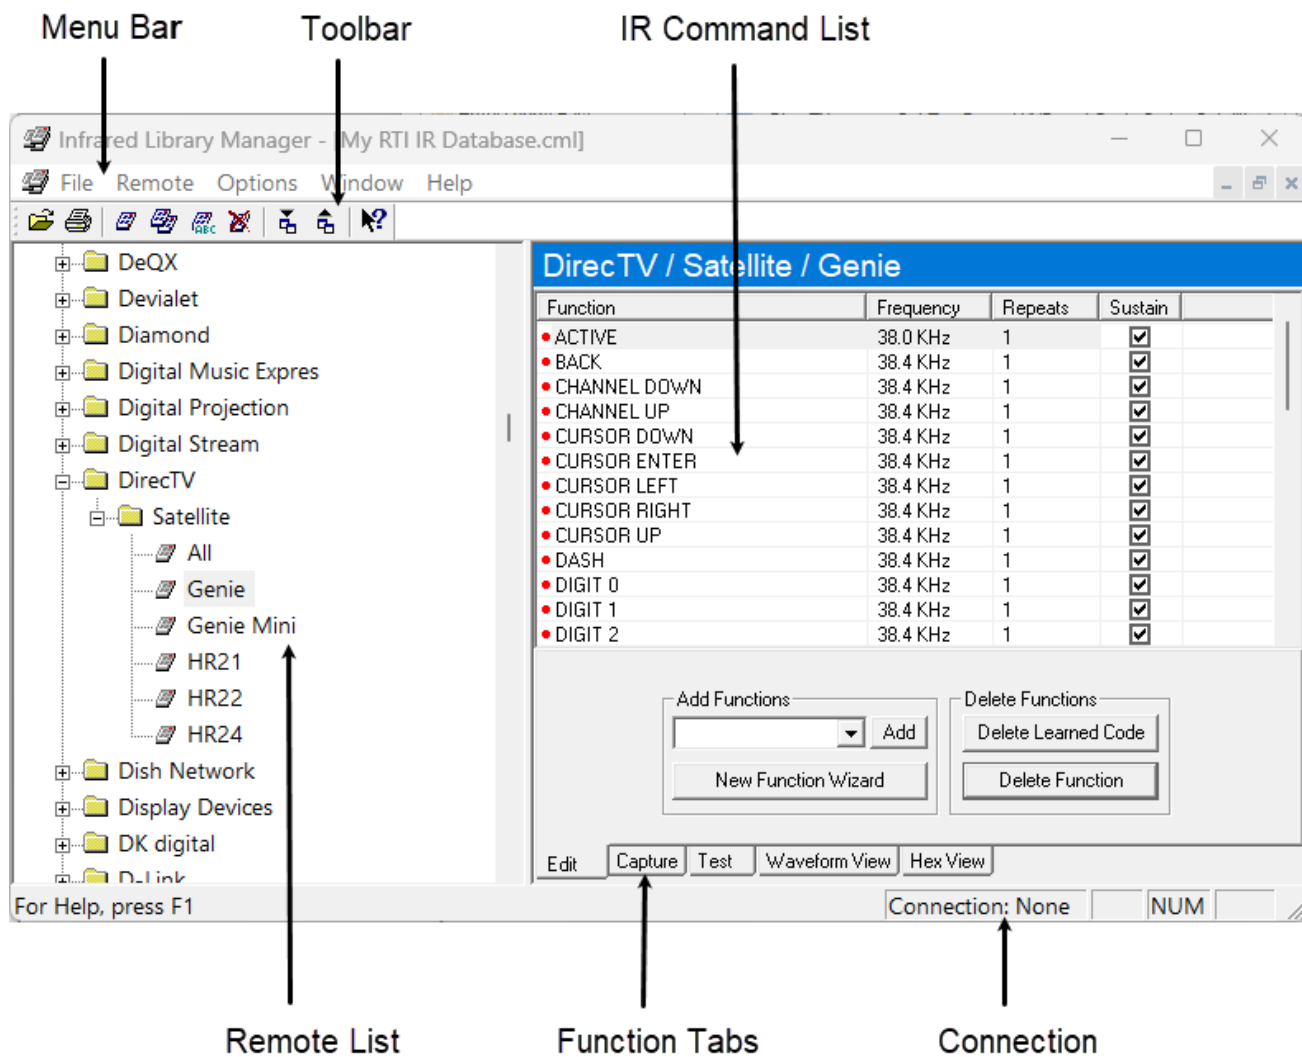 Menu Bar Toolbar IR Command List
Infrared Library Manager - [My RTI IR Database.cml]
File Remote Options Window Help
ABC
DeQX
Devialet
Diamond
Digital Music Expres
Digital Projection
Digital Stream
DirecTV
Satellite
All
Genie
Genie Mini
HR21
HR22
HR24
Dish Network
Display Devices
DK digital
D-Link
DirecTV / Satellite / Genie
Function Frequency Repeats Sustain
ACTIVE 38.0 KHz 1
BACK 38.4 KHz 1
CHANNEL DOWN 38.4 KHz 1
CHANNEL UP 38.4 KHz 1
CURSOR DOWN 38.4 KHz 1
CURSOR ENTER 38.4 KHz 1
CURSOR LEFT 38.4 KHz 1
CURSOR RIGHT 38.4 KHz 1
CURSOR UP 38.4 KHz 1
DASH 38.4 KHz 1
DIGIT 0 38.4 KHz 1
DIGIT 1 38.4 KHz 1
DIGIT 2 38.4 KHz 1
Add Functions Delete Functions
Add Delete Learned Code
New Function Wizard Delete Function
Edit Capture Test Waveform View Hex View
For Help, press F1 Connection: None NUM
Remote List Function Tabs Connection